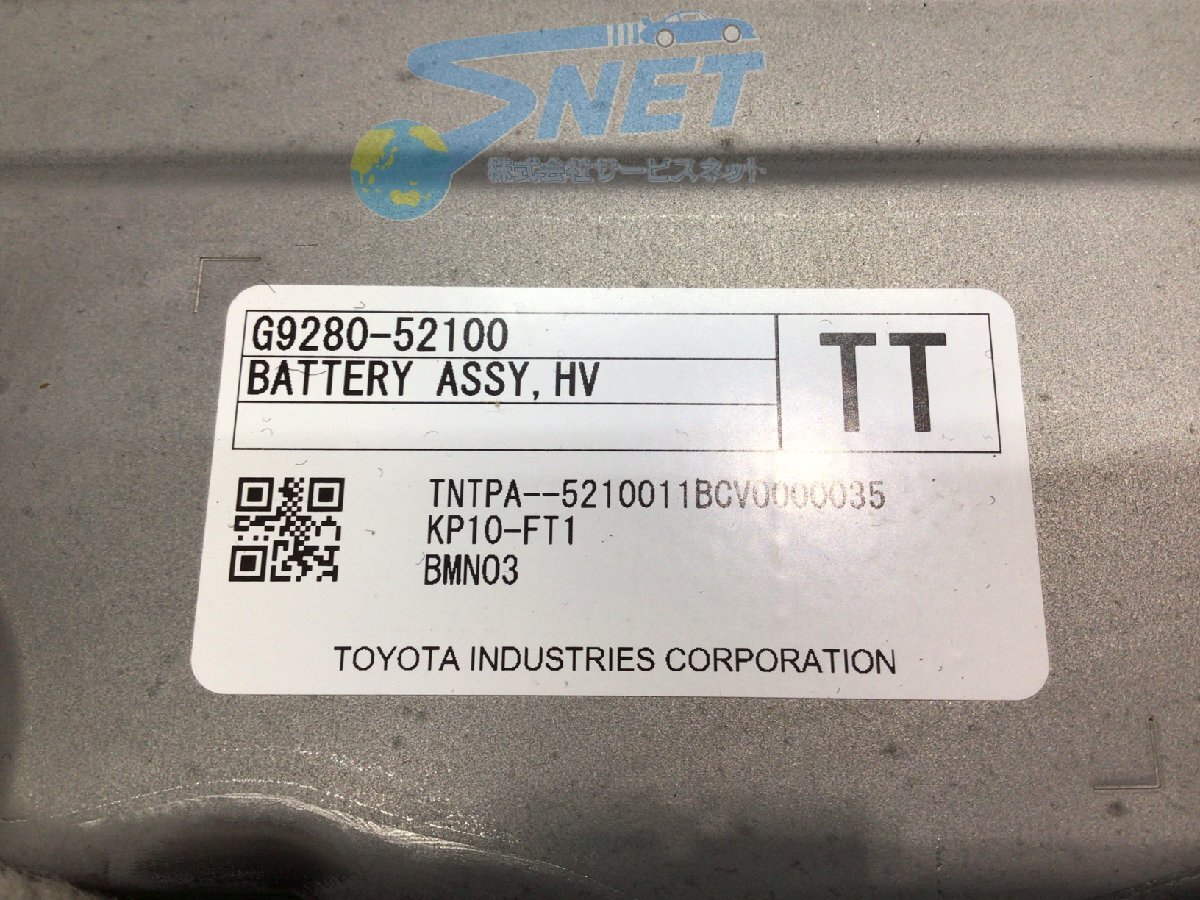 SNET
株式会社サービスネット
G9280-52100
BATTERY ASSY, HV
TT
TNTPA--5210011BCV0000035
KP10-FT1
BMN03
TOYOTA INDUSTRIES CORPORATION